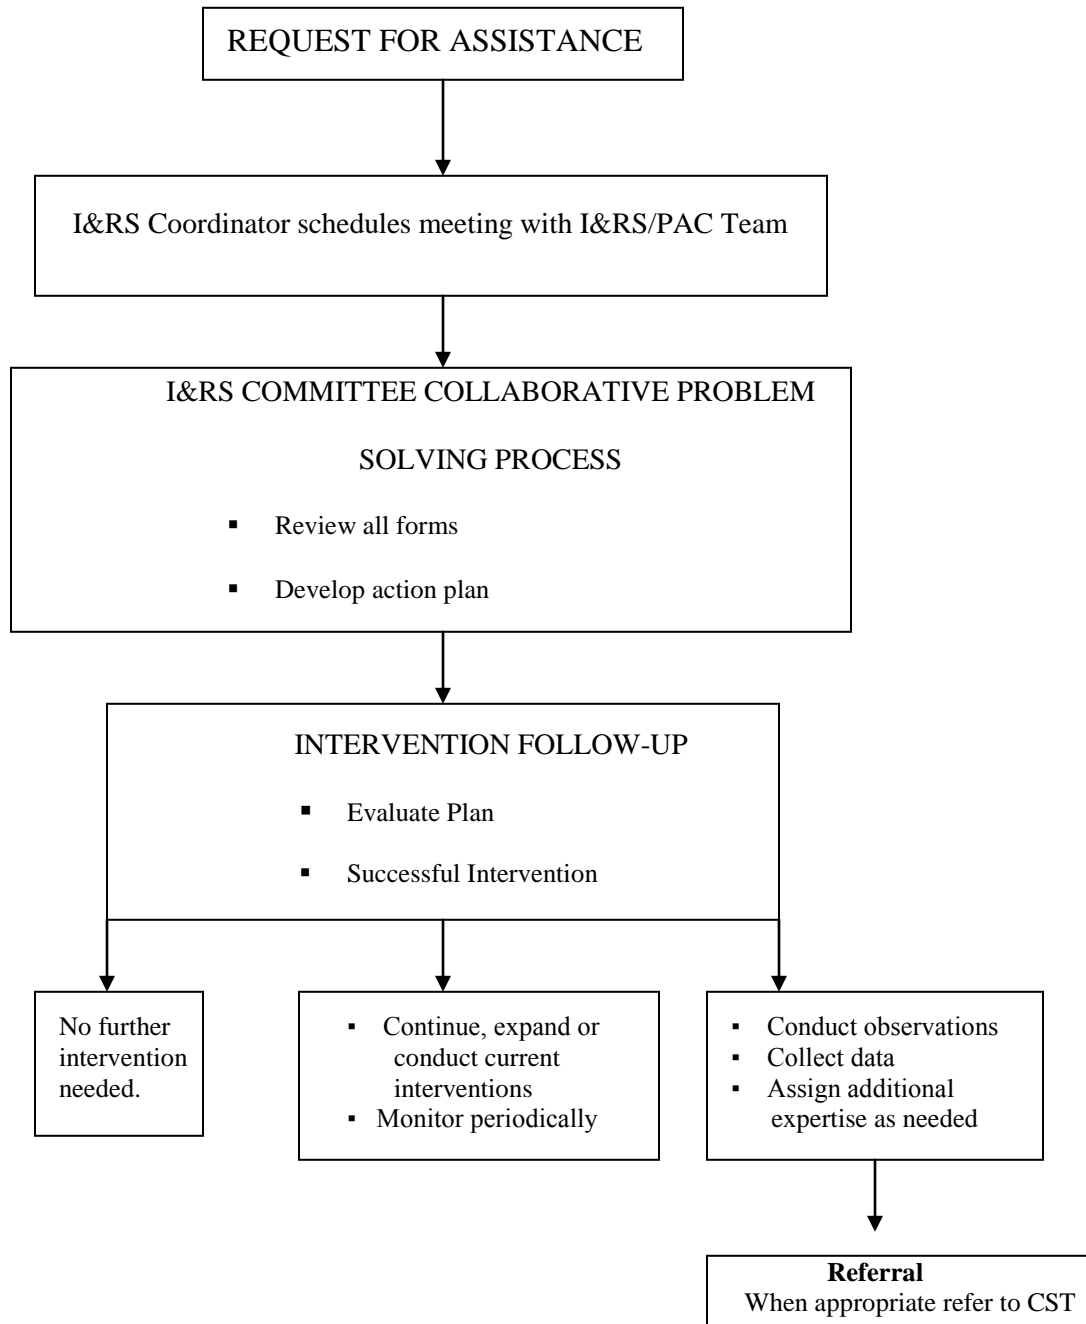 REQUEST FOR ASSISTANCE
I&RS Coordinator schedules meeting with I&RS/PAC Team
I&RS COMMITTEE COLLABORATIVE PROBLEM
SOLVING PROCESS
▪ Review all forms
▪ Develop action plan
INTERVENTION FOLLOW-UP
▪ Evaluate Plan
▪ Successful Intervention
No further
intervention
needed.
▪ Continue, expand or
conduct current
interventions
▪ Monitor periodically
▪ Conduct observations
▪ Collect data
▪ Assign additional
expertise as needed
Referral
When appropriate refer to CST